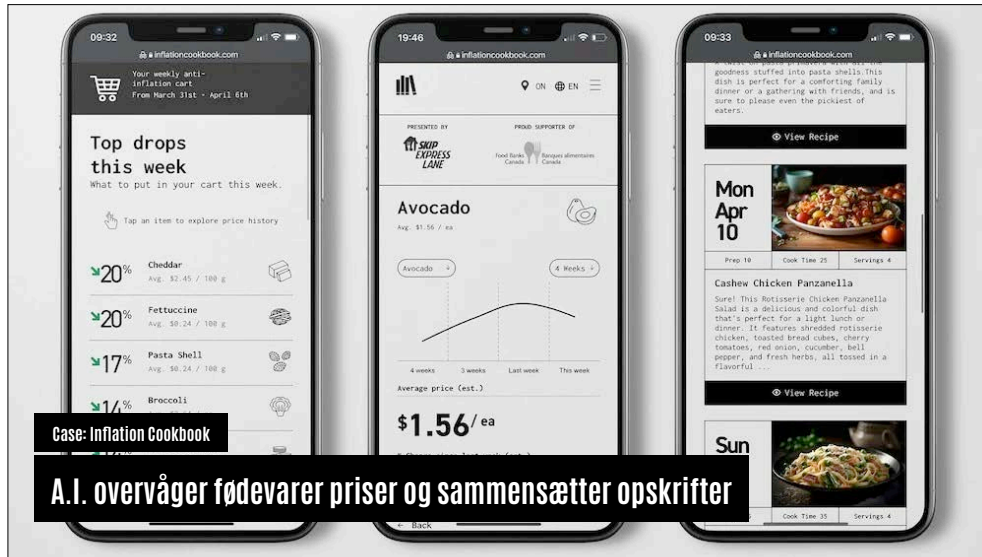 09:32
inflationcookbook.com
Your weekly anti-
inflation cart
From March 31st - April 6th
Top drops
this week
What to put in your cart this week.
Tap an item to explore price history
20%
Cheddar
Avg. $2.45 / 100 g
20%
Fettuccine
Avg. $0.24 / 100 g
17%
Pasta Shell
Avg. $0.24 / 100 g
14%
Broccoli
19:46
inflationcookbook.com
ON
EN
PRESENTED BY
PROUD SUPPORTER OF
SKIP
EXPRESS
LANE
Food Banks
Canada
Banques alimentaires
Canada
Avocado
Avg. $1.56 / ea
Avocado
4 Weeks
4 weeks
3 weeks
Last week
This week
Average price (est.)
$1.56/ ea
← Back
09:33
inflationcookbook.com
goodness stuffed into pasta shells.This
dish is perfect for a comforting family
dinner or a gathering with friends, and is
sure to please even the pickiest of
eaters.
View Recipe
Mon
Apr
10
Prep 10
Cook Time 25
Servings 4
Cashew Chicken Panzanella
Sure! This Rotisserie Chicken Panzanella
Salad is a delicious and colorful dish
that's perfect for a light lunch or
dinner. It features shredded rotisserie
chicken, toasted bread cubes, cherry
tomatoes, red onion, cucumber, bell
pepper, and fresh herbs, all tossed in a
flavorful ...
View Recipe
Sun
Cook Time 35
Servings 4
Case: Inflation Cookbook
A.I. overvåger fødevarer priser og sammensætter opskrifter